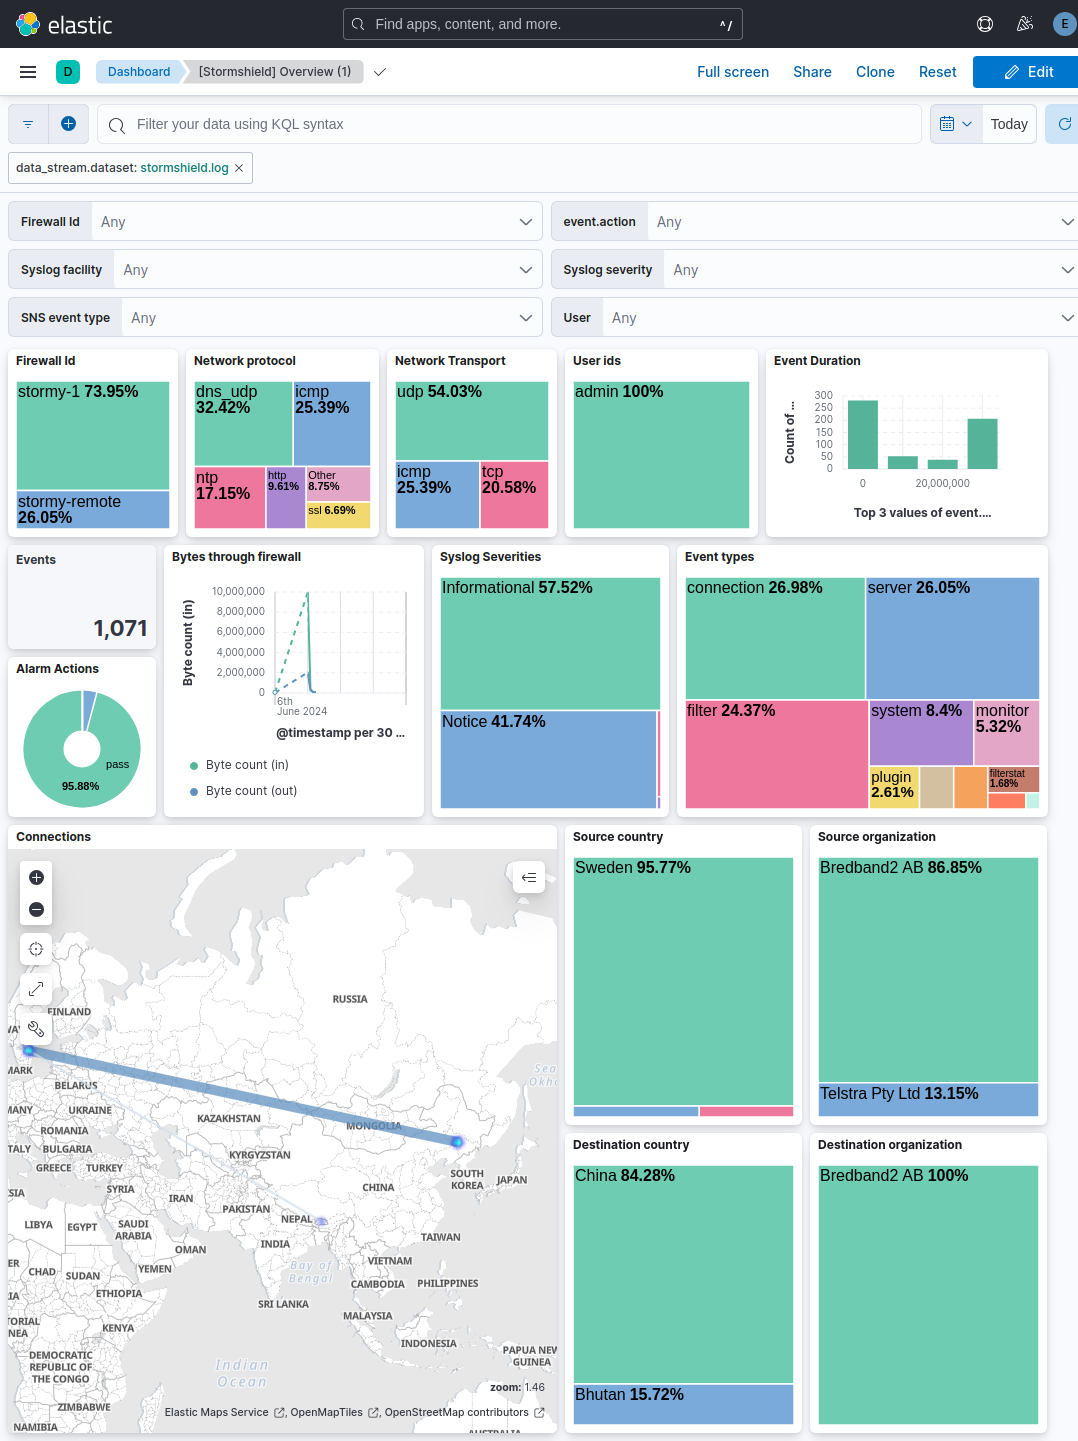 elastic
Find apps, content, and more.
^/
E
D
Dashboard
[Stormshield] Overview (1)
Full screen
Share
Clone
Reset
Edit
Filter your data using KQL syntax
Today
data_stream.dataset: stormshield.log ×
Firewall Id
Any
event.action
Any
Syslog facility
Any
Syslog severity
Any
SNS event type
Any
User
Any
Firewall Id
stormy-1 73.95%
stormy-remote
26.05%
Network protocol
dns_udp
32.42%
icmp
25.39%
ntp
17.15%
http
9.61%
Other
8.75%
ssl 6.69%
Network Transport
udp 54.03%
icmp
25.39%
tcp
20.58%
User ids
admin 100%
Event Duration
Count of ...
300
250
200
150
100
50
0
0
20,000,000
Top 3 values of event....
Events
1,071
Alarm Actions
pass
95.88%
Bytes through firewall
Byte count (in)
10,000,000
8,000,000
6,000,000
4,000,000
2,000,000
0
6th
June 2024
@timestamp per 30 ...
Byte count (in)
Byte count (out)
Syslog Severities
Informational 57.52%
Notice 41.74%
Event types
connection 26.98%
server 26.05%
filter 24.37%
system 8.4%
monitor
5.32%
plugin
2.61%
filterstat
1.68%
Connections
RUSSIA
FINLAND
WAY
MARK
BELARUS
MANY
UKRAINE
KAZAKHSTAN
MONGOLIA
Sea
Okho
ROMANIA
TALY
BULGARIA
KYRGYZSTAN
GREECE
TURKEY
SOUTH
KOREA
JAPAN
SIA
SYRIA
IRAN
CHINA
PAKISTAN
NEPAL
LIBYA
EGYPT
SAUDI
ARABIA
OMAN
INDIA
TAIWAN
ER
CHAD
SUDAN
YEMEN
Bay of
Bengal
VIETNAM
CAMBODIA
PHILIPPINES
IA
ETHIOPIA
SRI LANKA
MALAYSIA
TORIAL
NEA
KENYA
INDONESIA
PAPUA NEW
GUINEA
DEMOCRATIC
REPUBLIC OF
THE CONGO
Indian
Ocean
zoom: 1.46
ZIMBABWE
NAMIBIA
Elastic Maps Service , OpenMapTiles , OpenStreetMap contributors
AUSTRALIA
Source country
Sweden 95.77%
Source organization
Bredband2 AB 86.85%
Telstra Pty Ltd 13.15%
Destination country
China 84.28%
Bhutan 15.72%
Destination organization
Bredband2 AB 100%